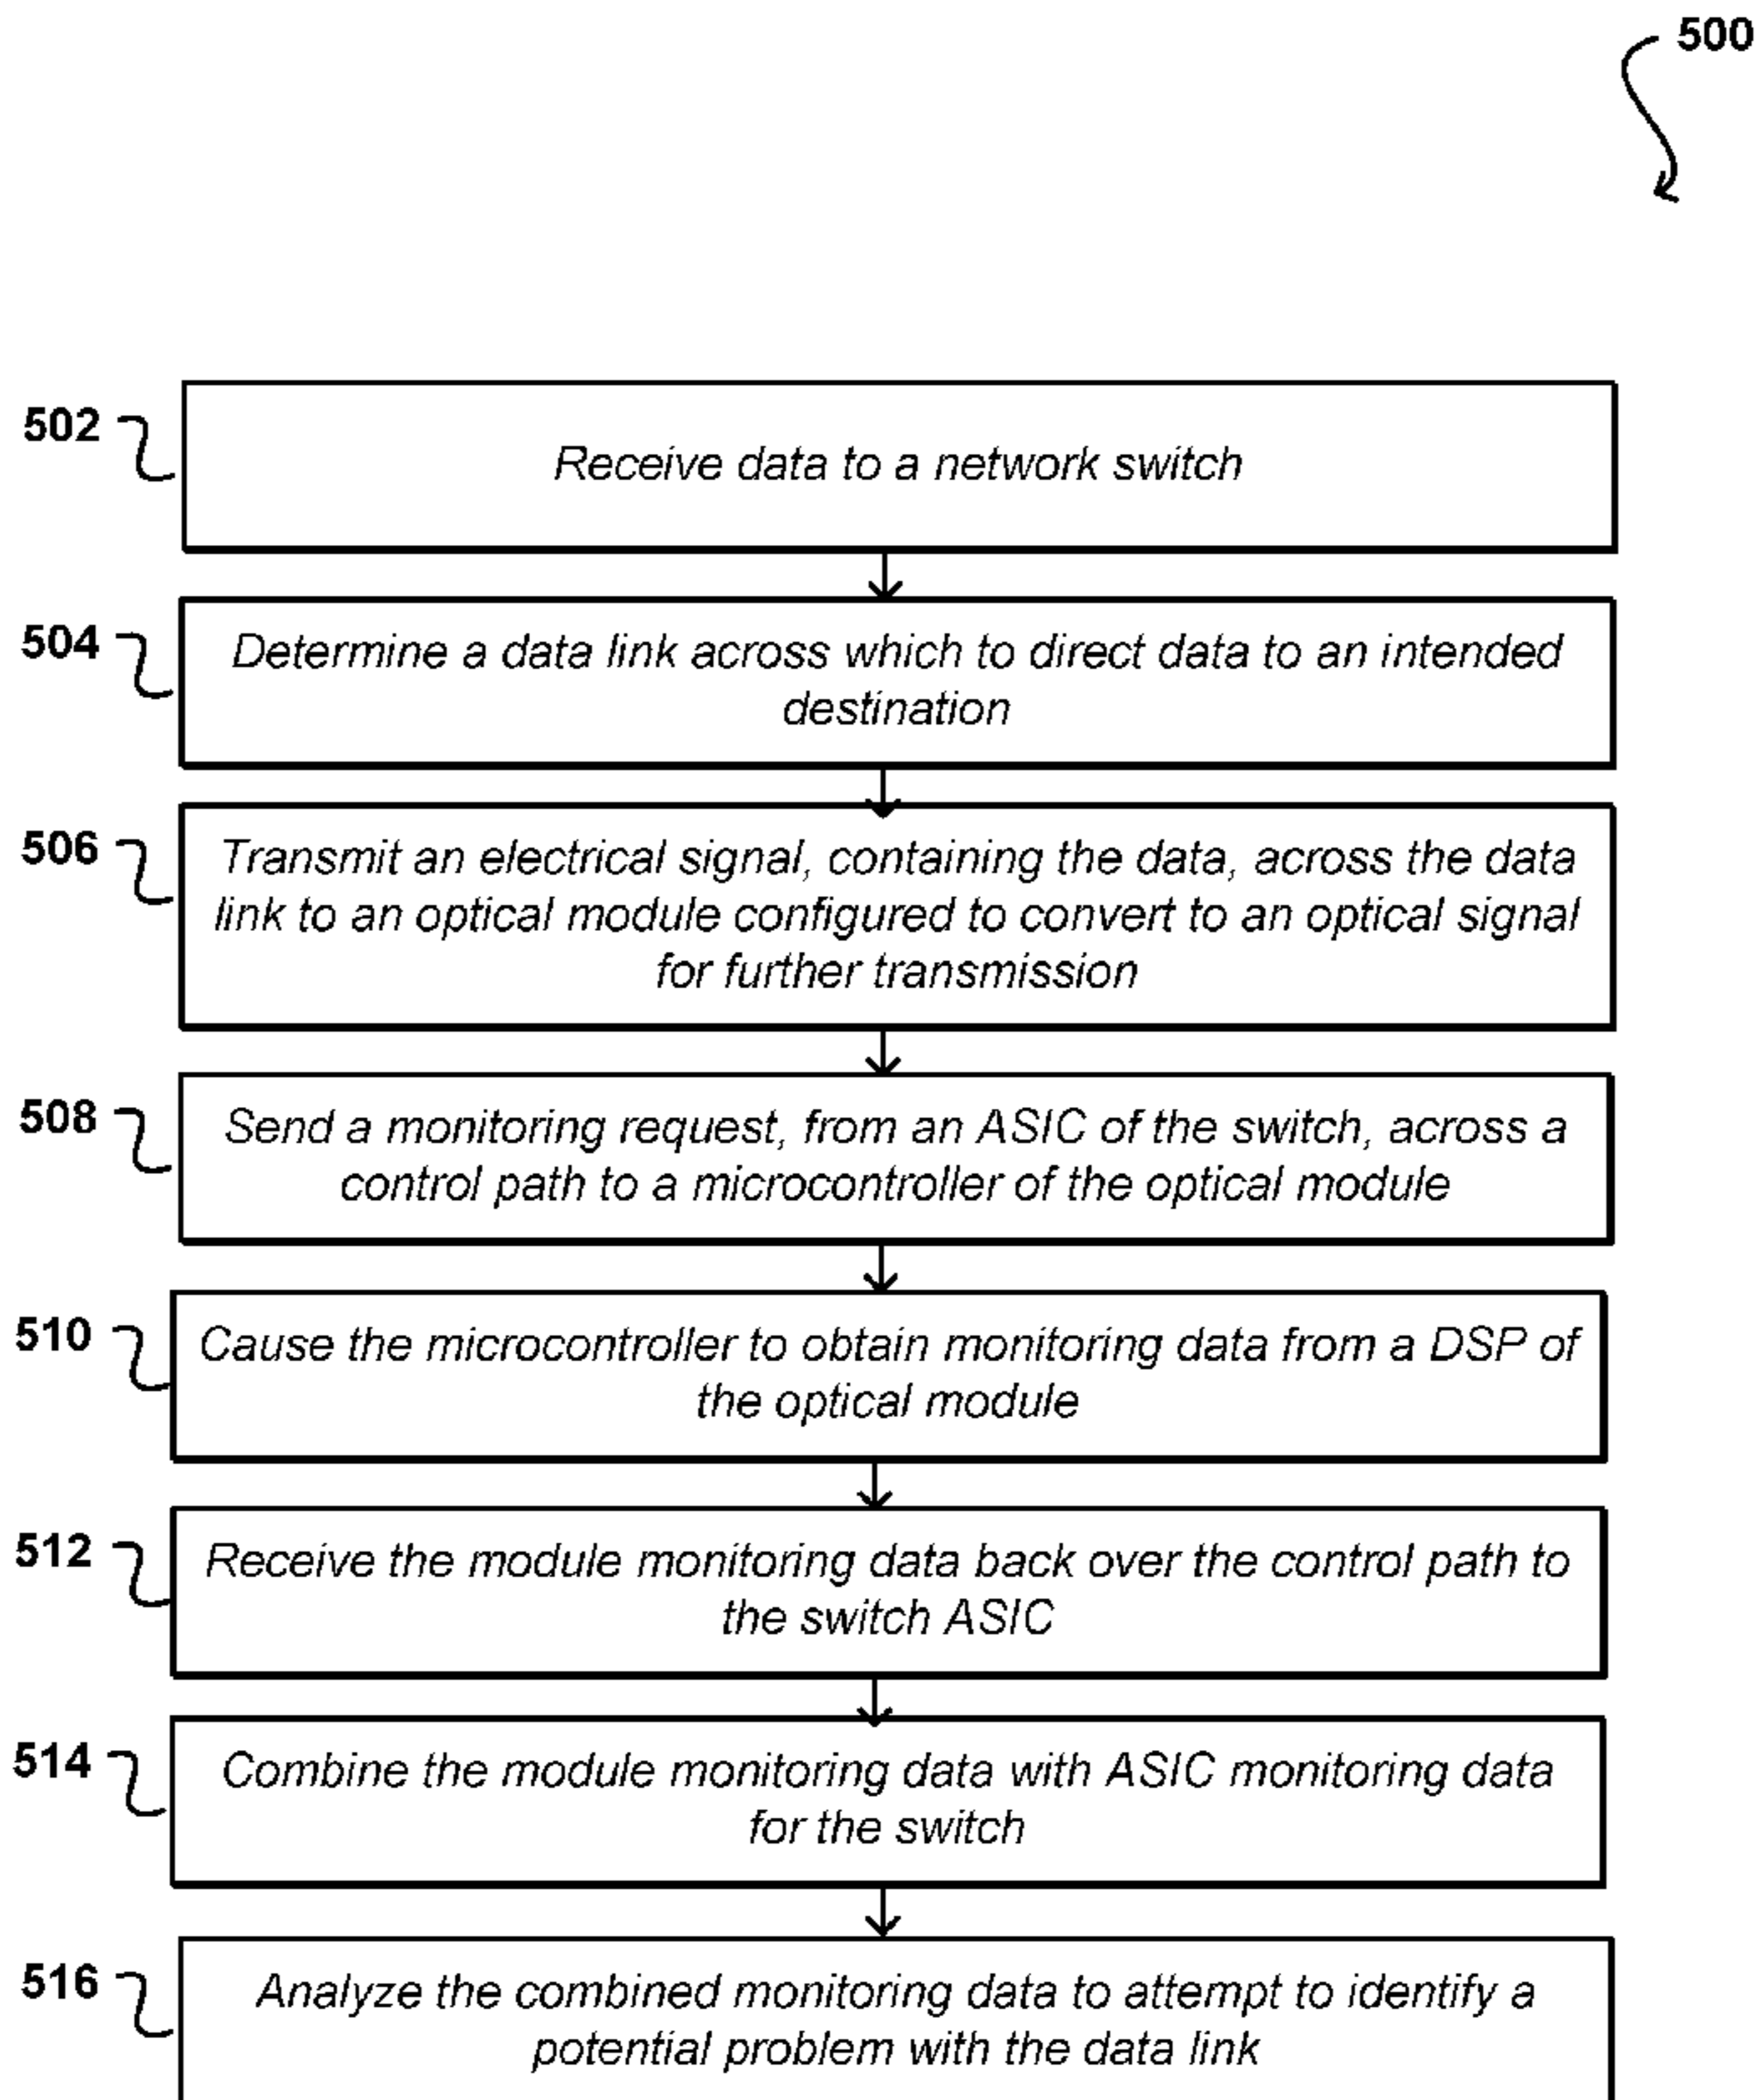 500
502
Receive data to a network switch
504
Determine a data link across which to direct data to an intended
destination
506
Transmit an electrical signal, containing the data, across the data
link to an optical module configured to convert to an optical signal
for further transmission
508
Send a monitoring request, from an ASIC of the switch, across a
control path to a microcontroller of the optical module
510
Cause the microcontroller to obtain monitoring data from a DSP of
the optical module
512
Receive the module monitoring data back over the control path to
the switch ASIC
514
Combine the module monitoring data with ASIC monitoring data
for the switch
516
Analyze the combined monitoring data to attempt to identify a
potential problem with the data link